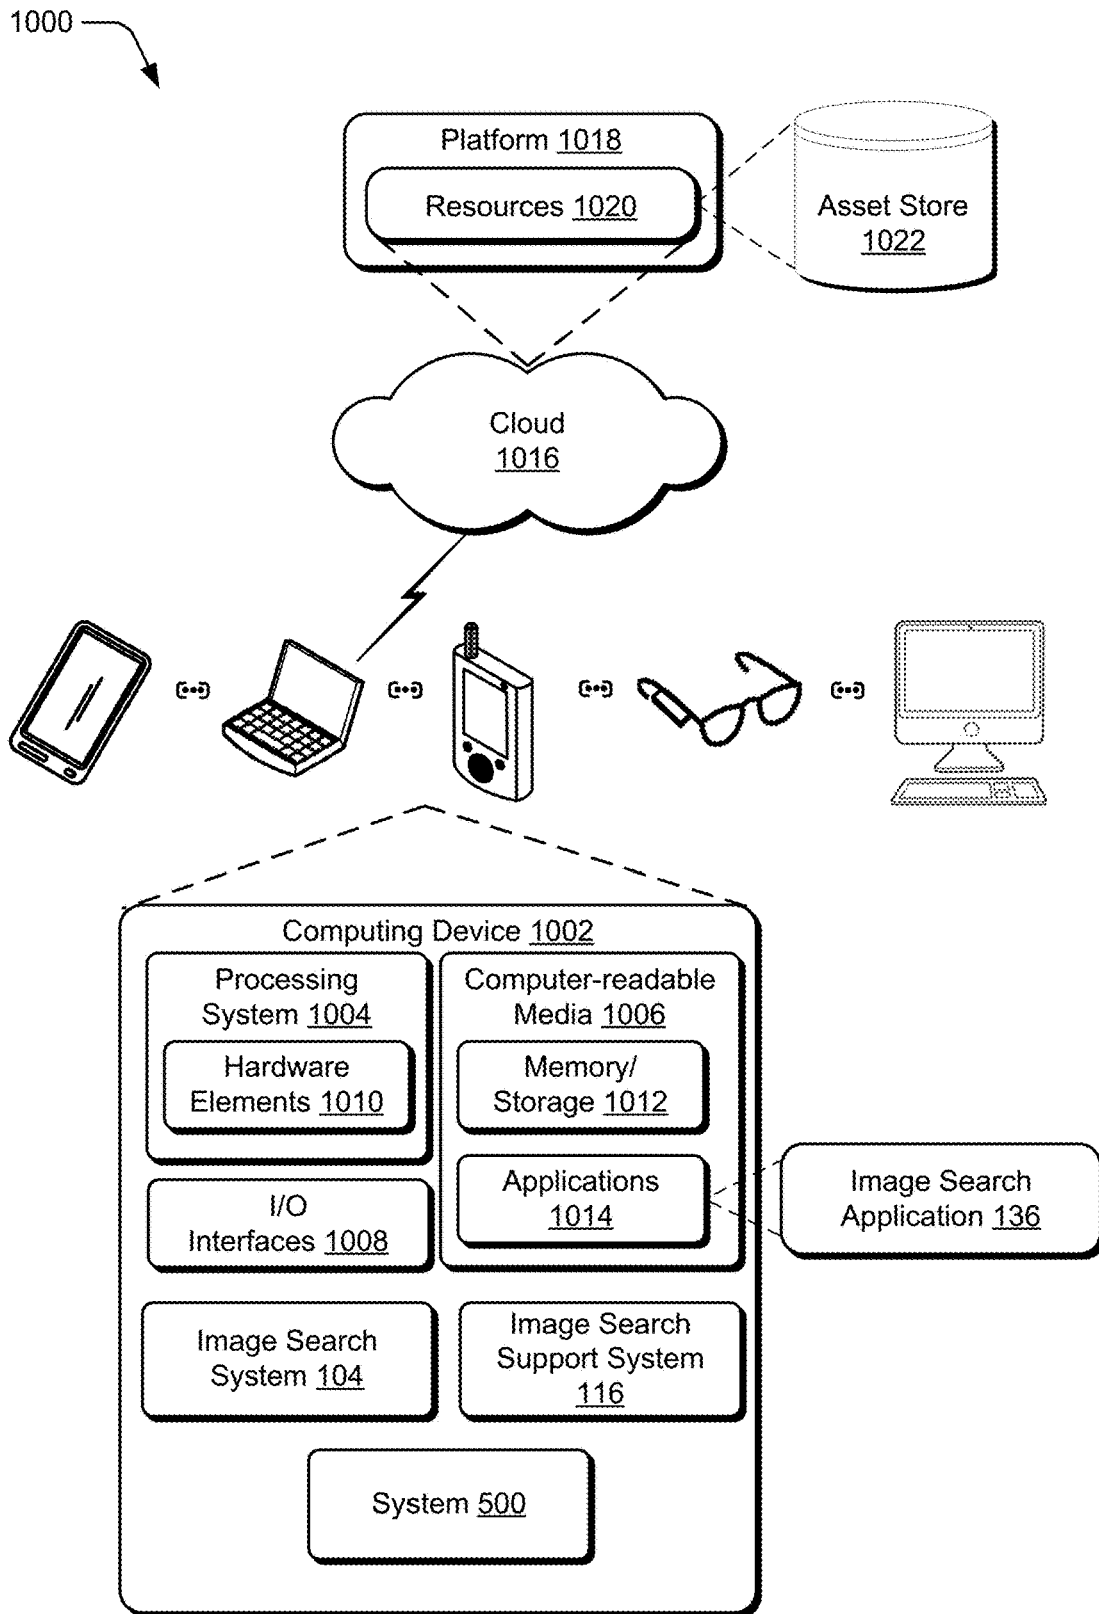 1000
Platform 1018
Resources 1020
Asset Store
1022
Cloud
1016
Computing Device 1002
Processing
System 1004
Hardware
Elements 1010
Computer-readable
Media 1006
Memory/
Storage 1012
I/O
Interfaces 1008
Applications
1014
Image Search
Application 136
Image Search
System 104
Image Search
Support System
116
System 500